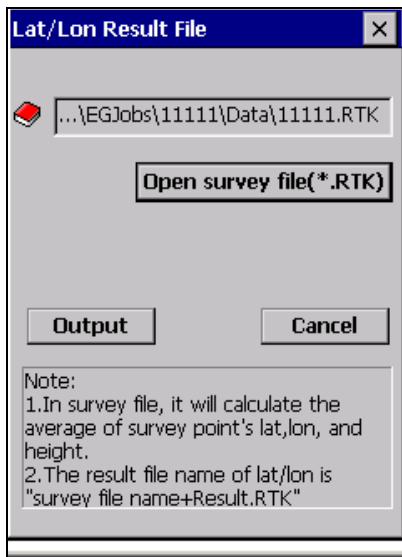 Lat/Lon Result File
...\EGJobs\11111\Data\11111.RTK
Open survey file(*.RTK)
Output
Cancel
Note:
1.In survey file, it will calculate the
average of survey point's lat,lon, and
height.
2.The result file name of lat/lon is
"survey file name+Result.RTK"